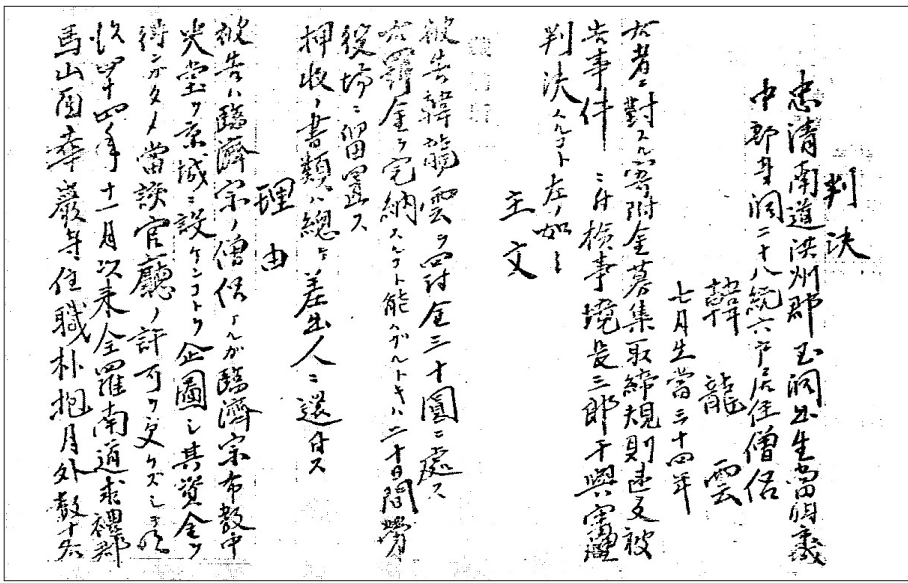 判決
忠清南道洪州郡玉洞出生當時義
中部身洞二十八統六戸居住僧侶
韓龍雲
七月生當三十四年
右者ニ對スル寄附金募集取締規則違反被
告事件ニ付檢事境長三郎干與審理
判決スルコト左ノ如シ
主文
被告韓龍雲ヲ罰金三十圓ニ處ス
右罰金ヲ完納スルコト能ハザルトキハ二十日間勞
役場ニ留置ス
押收ノ書類ハ總テ差出人ニ還付ス
理由
被告ハ臨濟宗ノ僧侶ナルガ臨濟宗布教中
央堂ヲ京城ニ設ケンコトヲ企圖シ其資金ヲ
得ンガタメ當該官廳ノ許可ヲ受ケズシテ
四十四年十一月以来全羅南道求禮郡
馬山面華嚴寺住職朴抱月外數十名